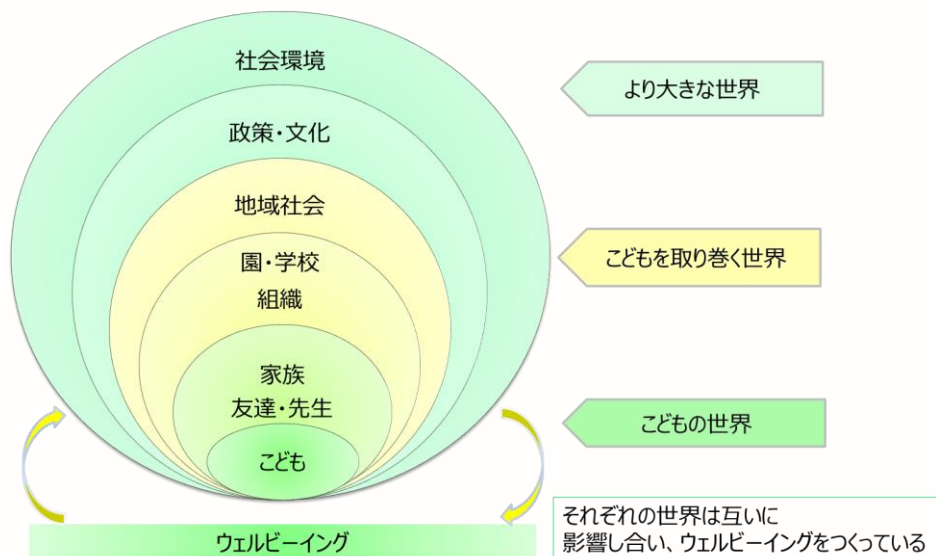 社会環境
より大きな世界
政策・文化
地域社会
こどもを取り巻く世界
園・学校
組織
家族
友達・先生
こどもの世界
こども
ウェルビーイング
それぞれの世界は互いに
影響し合い、ウェルビーイングをつくっている